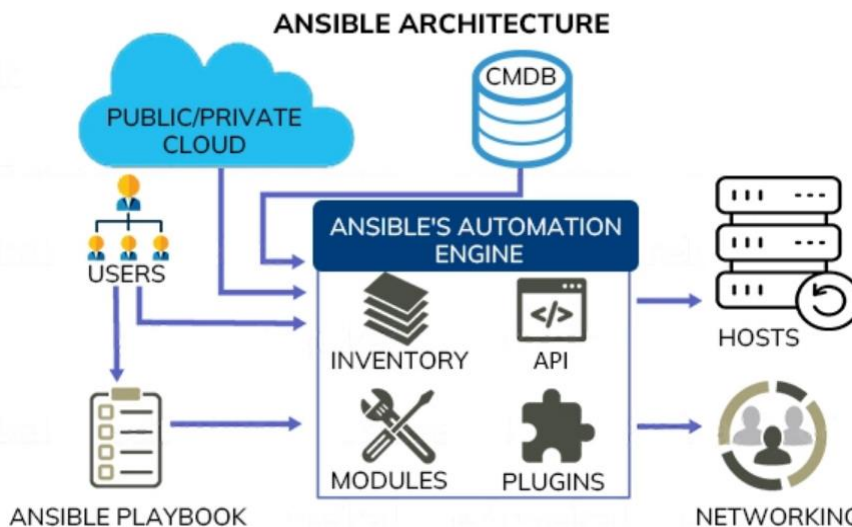 ANSIBLE ARCHITECTURE
CMDB
PUBLIC/PRIVATE
CLOUD
ANSIBLE'S AUTOMATION
ENGINE
USERS
</>
INVENTORY
API
HOSTS
MODULES
PLUGINS
ANSIBLE PLAYBOOK
NETWORKING